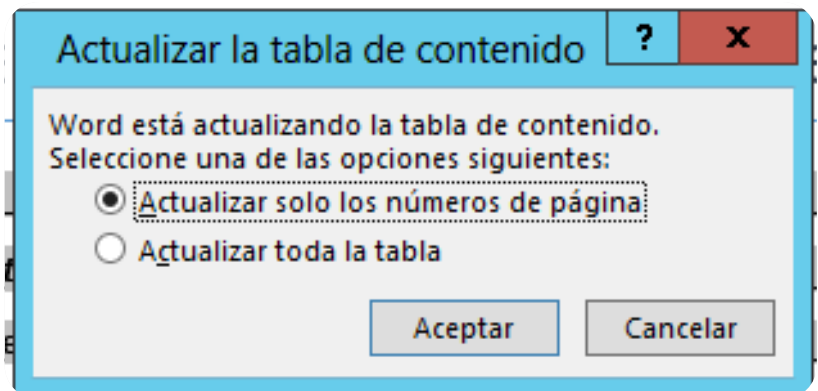 Actualizar la tabla de contenido ? x
Word está actualizando la tabla de contenido.
Seleccione una de las opciones siguientes:
Actualizar solo los números de página
Actualizar toda la tabla
Aceptar Cancelar